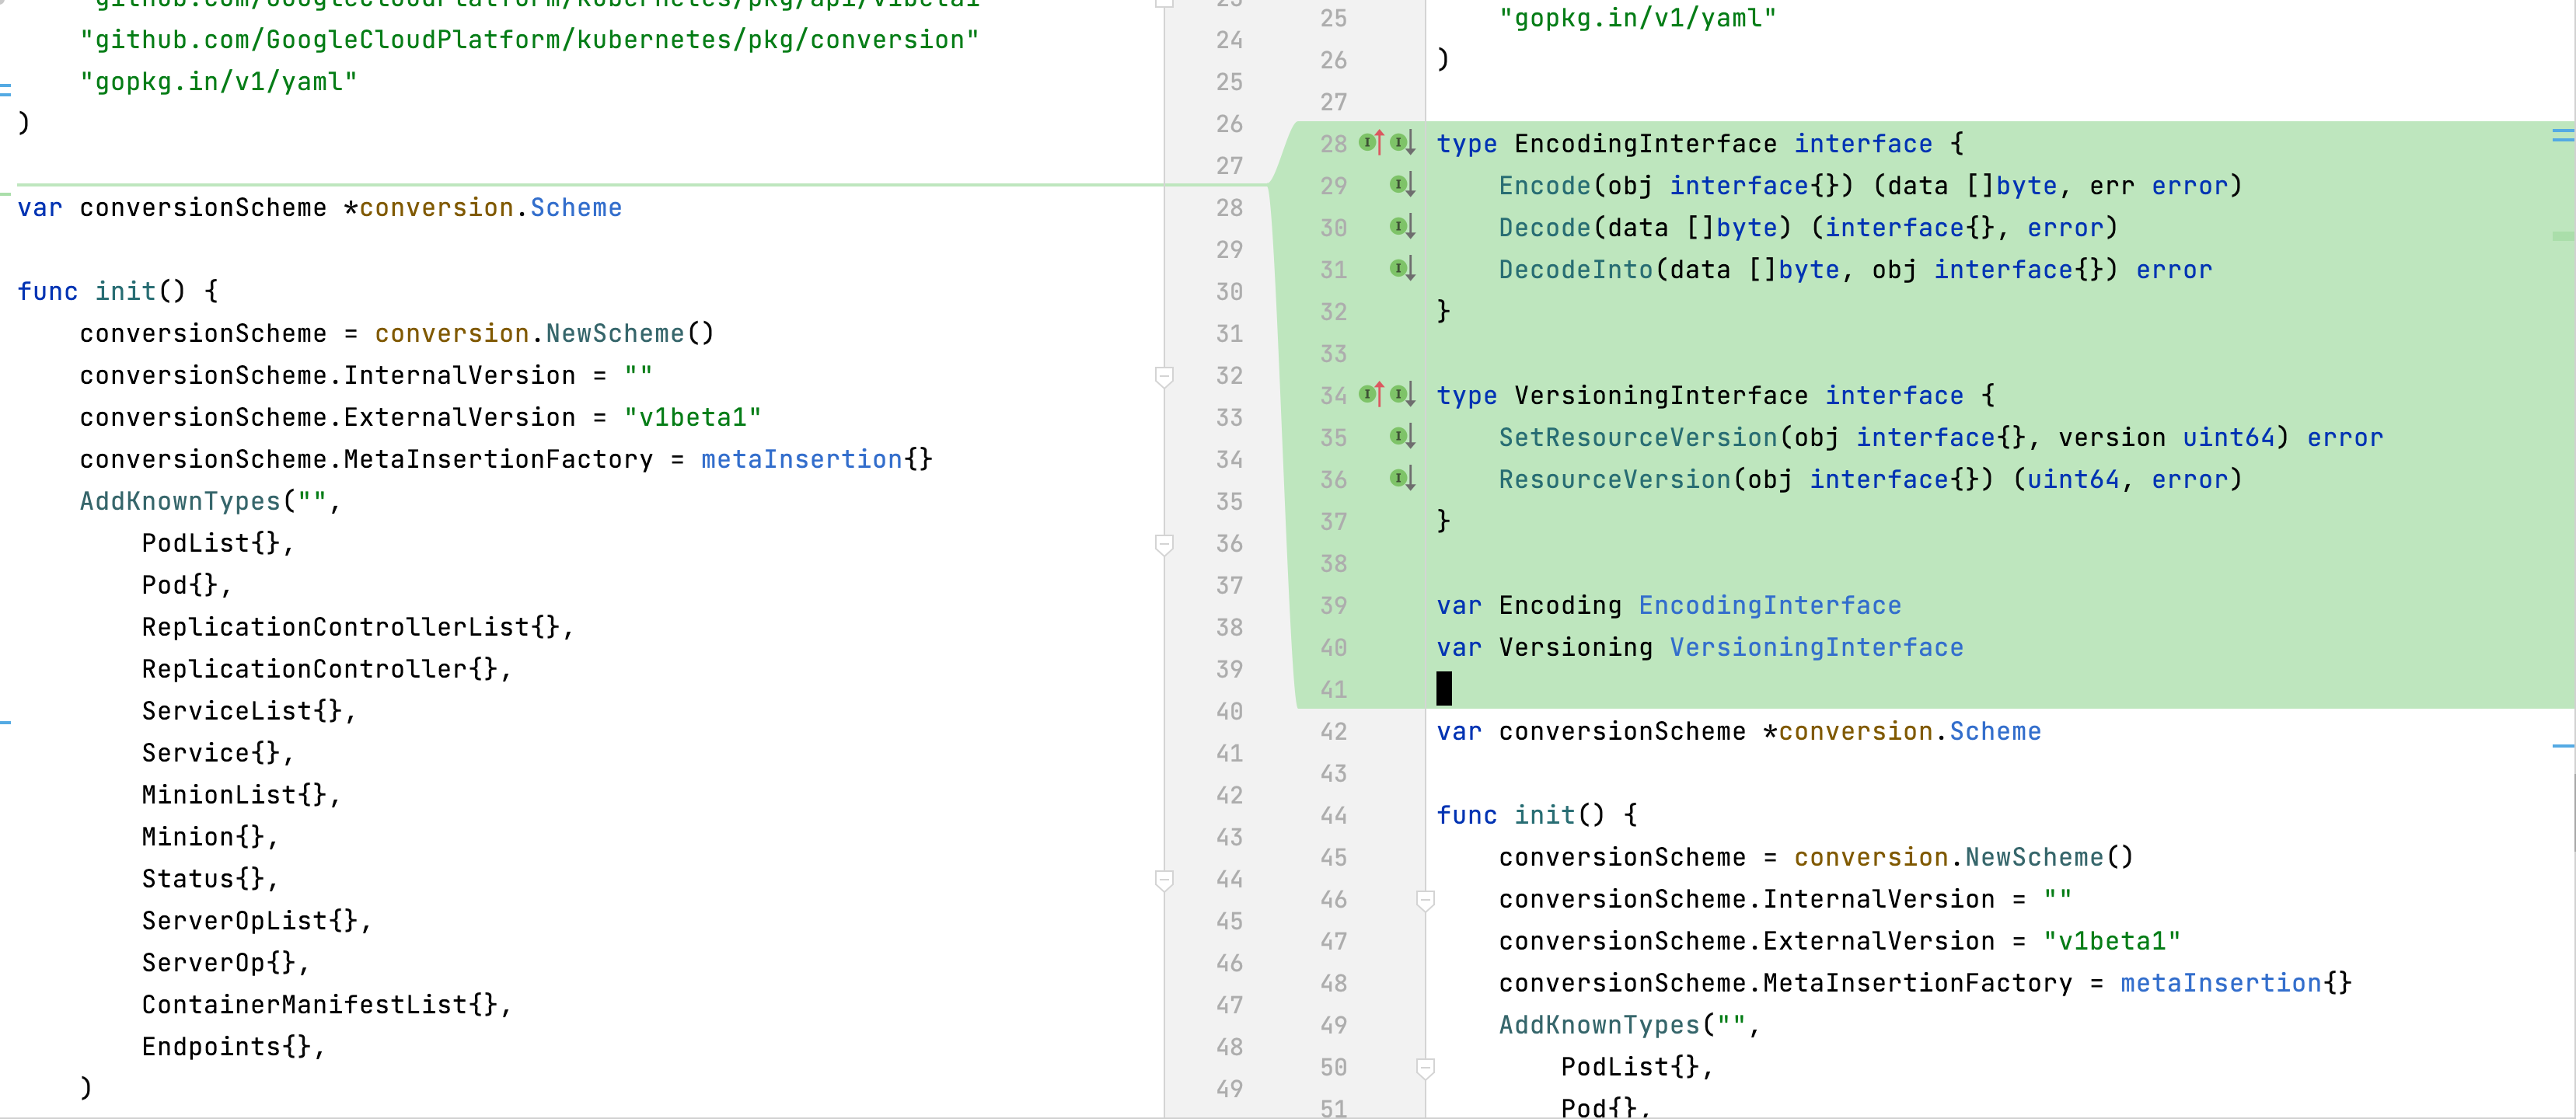 "github.com/GoogleCloudPlatform/kubernetes/pkg/api/v1beta1"
"github.com/GoogleCloudPlatform/kubernetes/pkg/conversion"
"gopkg.in/v1/yaml"
)
var conversionScheme *conversion.Scheme
func init() {
conversionScheme = conversion.NewScheme()
conversionScheme.InternalVersion = ""
conversionScheme.ExternalVersion = "v1beta1"
conversionScheme.MetaInsertionFactory = metaInsertion{}
AddKnownTypes("",
PodList{},
Pod{},
ReplicationControllerList{},
ReplicationController{},
ServiceList{},
Service{},
MinionList{},
Minion{},
Status{},
ServerOpList{},
ServerOp{},
ContainerManifestList{},
Endpoints{},
)
23
24
25
26
27
28
29
30
31
32
33
34
35
36
37
38
39
40
41
42
43
44
45
46
47
48
49
25 "gopkg.in/v1/yaml"
26 )
27
28 type EncodingInterface interface {
29 Encode(obj interface{}) (data []byte, err error)
30 Decode(data []byte) (interface{}, error)
31 DecodeInto(data []byte, obj interface{}) error
32 }
33
34 type VersioningInterface interface {
35 SetResourceVersion(obj interface{}, version uint64) error
36 ResourceVersion(obj interface{}) (uint64, error)
37 }
38
39 var Encoding EncodingInterface
40 var Versioning VersioningInterface
41
42 var conversionScheme *conversion.Scheme
43
44 func init() {
45 conversionScheme = conversion.NewScheme()
46 conversionScheme.InternalVersion = ""
47 conversionScheme.ExternalVersion = "v1beta1"
48 conversionScheme.MetaInsertionFactory = metaInsertion{}
49 AddKnownTypes("",
50 PodList{},
51 Pod{},